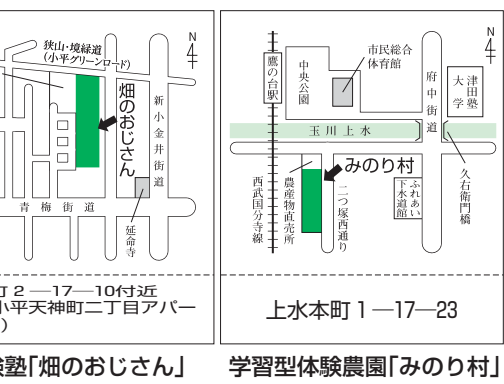 狭山・境緑道
(小平グリーンロード)
N
4
畑のおじさん
新小金井街道
青梅街道
延命寺
町2―17―10付近
小平天神町二丁目アパー
)
験塾「畑のおじさん」
N
4
鷹の台駅
中央公園
市民総合
体育館
府中街道
津田塾
大学
玉川上水
みのり村
久右衛門橋
西武国分寺線
農産物直売所
二つ塚西通り
ふれあい
下水道館
上水本町1―17―23
学習型体験農園「みのり村」